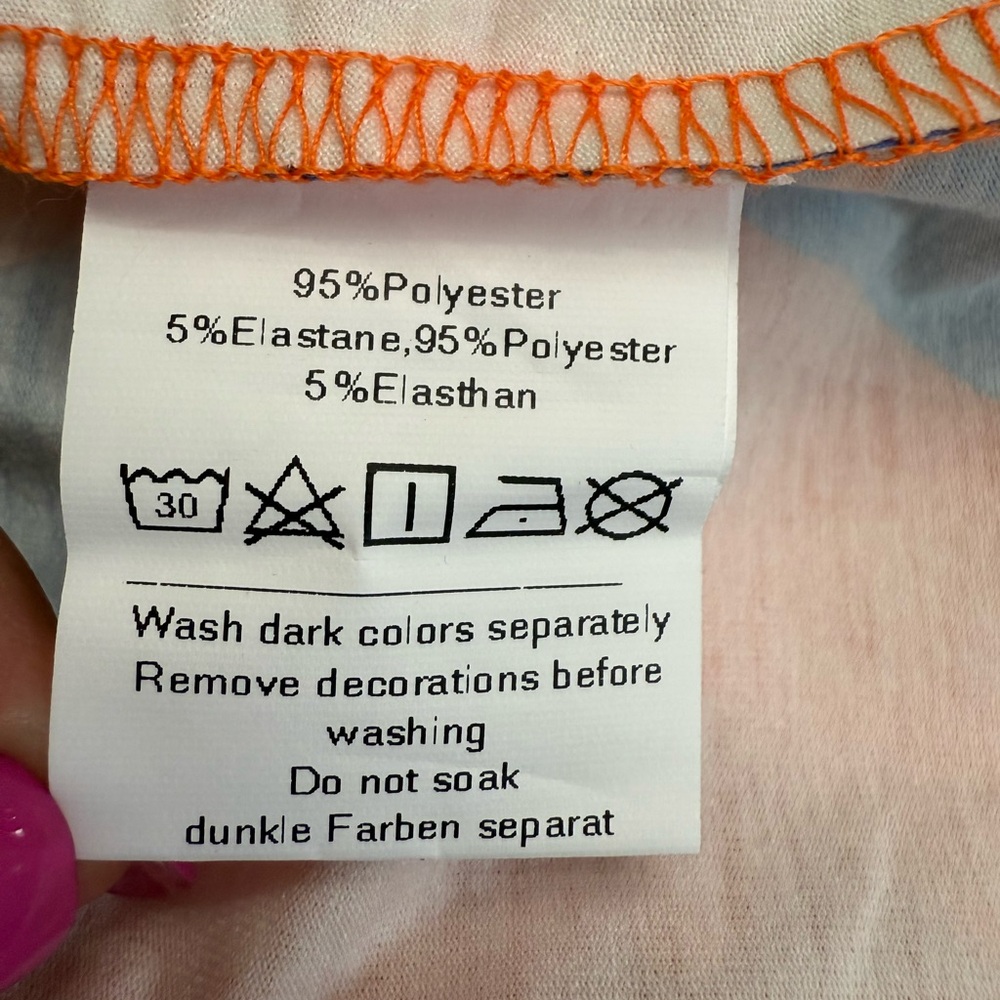 95%Polyester
5%Elastane,95%Polyester
5%Elasthan
30
Wash dark colors separately
Remove decorations before
washing
Do not soak
dunkle Farben separat